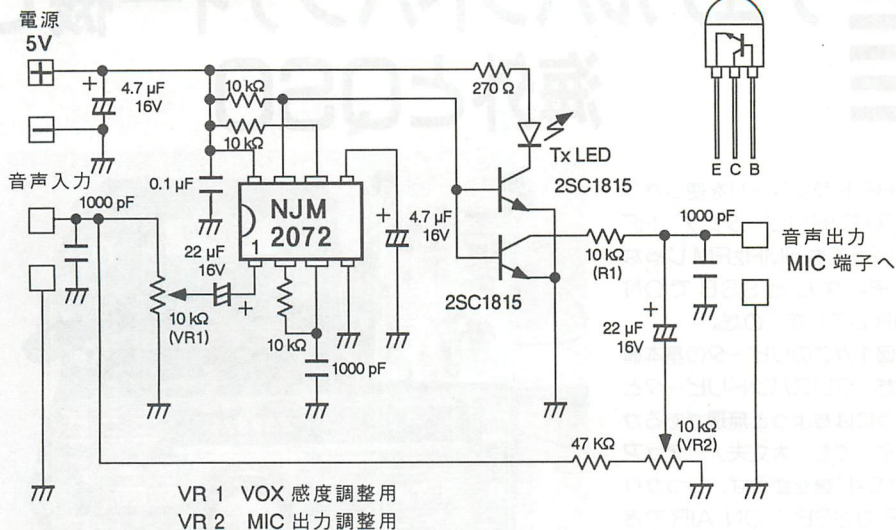 電源
5V
+
−
音声入力
1000 pF
+
4.7 µF
16V
10 kΩ
10 kΩ
0.1 µF
22 µF
16V
+
10 kΩ
(VR1)
NJM
2072
1
10 kΩ
1000 pF
+
4.7 µF
16V
270 Ω
Tx LED
2SC1815
2SC1815
10 kΩ
(R1)
22 µF
16V
+
1000 pF
音声出力
MIC 端子へ
47 KΩ
10 kΩ
(VR2)
E C B
VR 1 VOX 感度調整用
VR 2 MIC 出力調整用